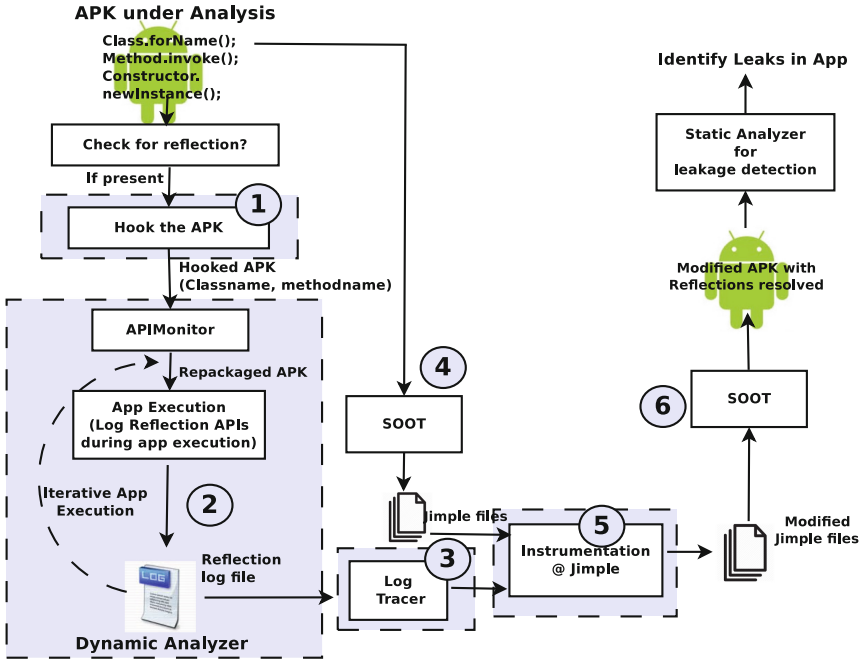 APK under Analysis
Class.forName();
Method.invoke();
Constructor.
newInstance();
Check for reflection?
If present
1
Hook the APK
Hooked APK
(Classname, methodname)
APIMonitor
Repackaged APK
App Execution
(Log Reflection APIs
during app execution)
Iterative App
Execution
2
LOG
Reflection
log file
Dynamic Analyzer
3
Log
Tracer
4
SOOT
Jimple files
5
Instrumentation
@ Jimple
Modified
Jimple files
6
SOOT
Modified APK with
Reflections resolved
Static Analyzer
for
leakage detection
Identify Leaks in App